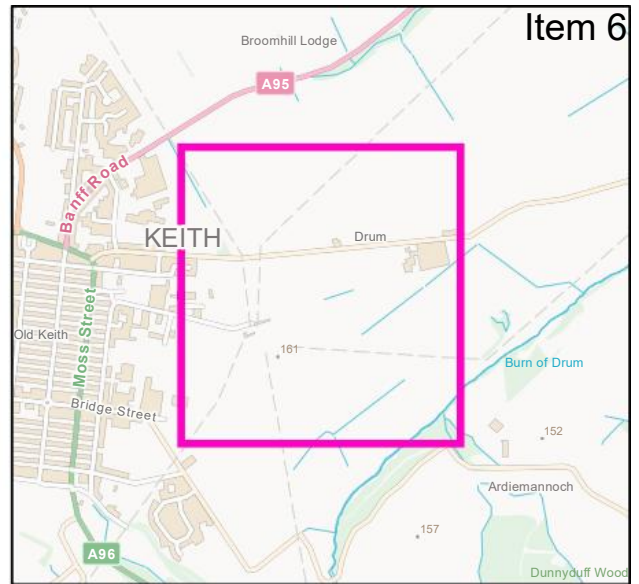 Item 6
Broomhill Lodge
A95
Banff Road
KEITH
Drum
Old Keith
Moss Street
161
Burn of Drum
Bridge Street
152
Ardiemannoch
157
A96
Dunnyduff Wood